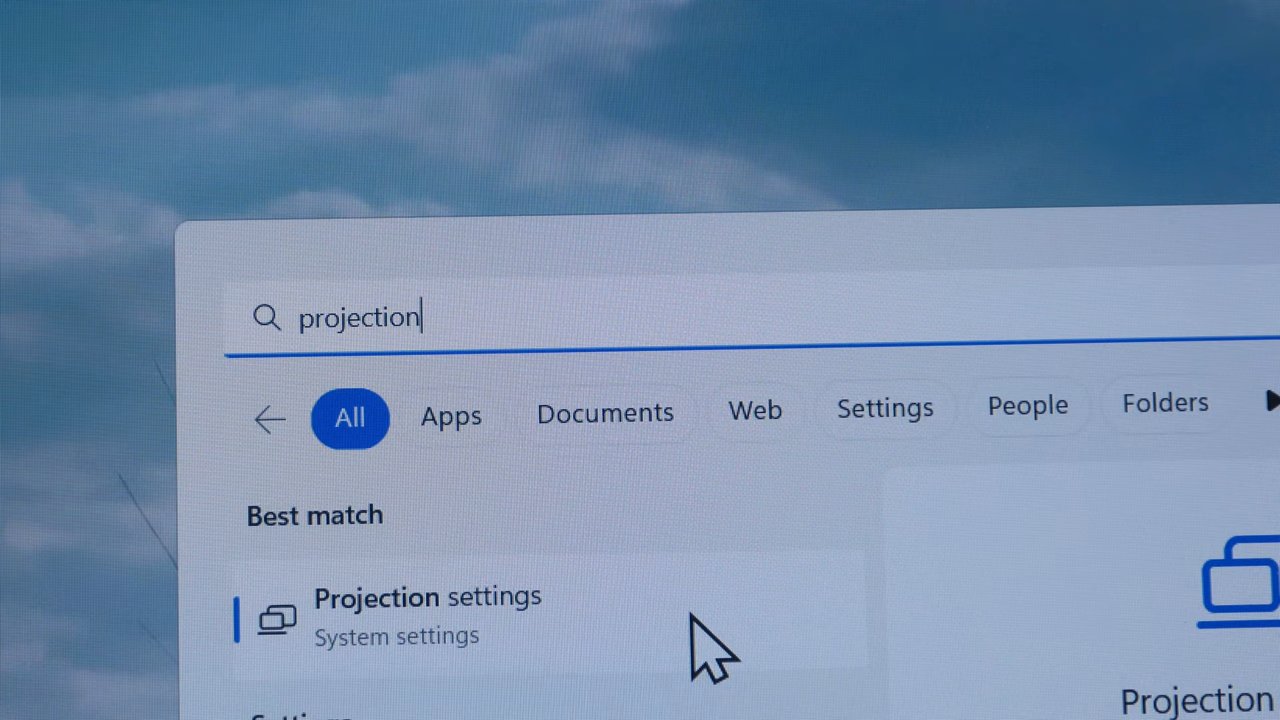 projection
All Apps Documents Web Settings People Folders
Best match
Projection settings
System settings
Projection